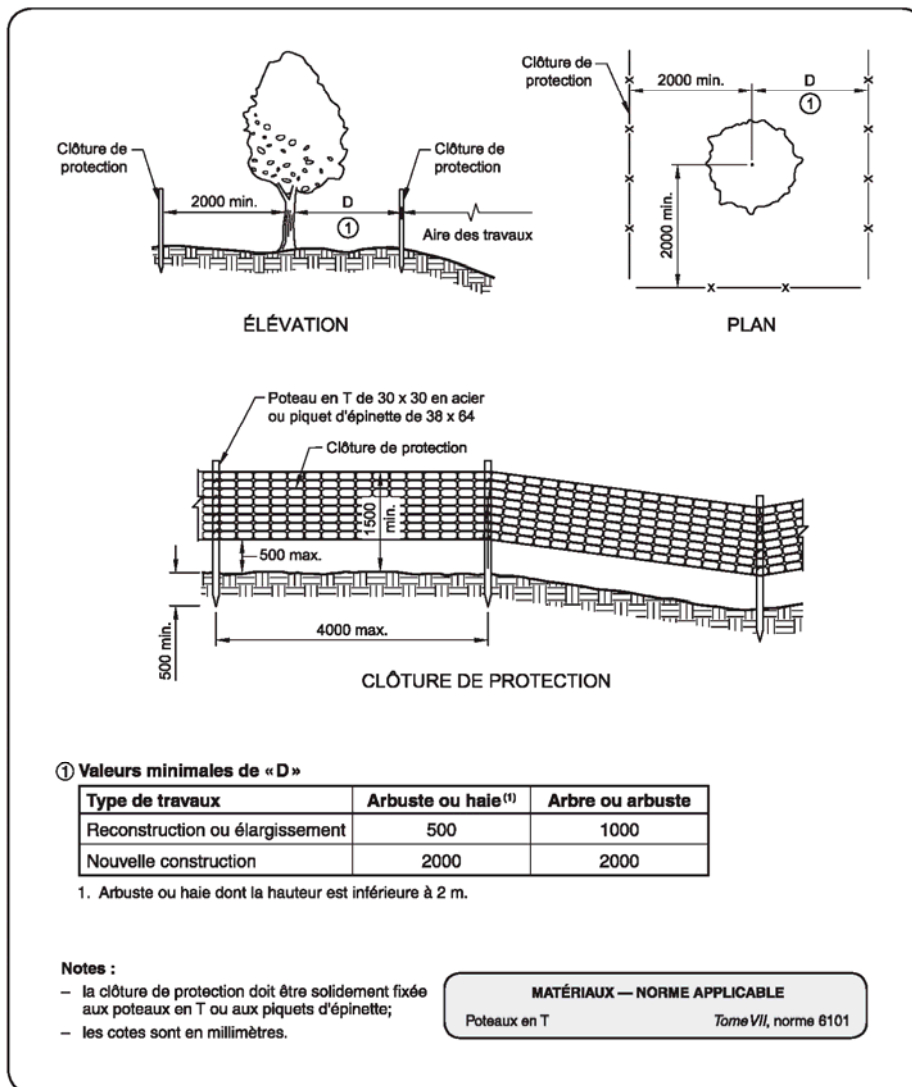 Clôture de
protection
2000 min.
D
①
Clôture de
protection
Aire des travaux
ÉLÉVATION
Clôture de
protection
2000 min.
D
①
2000 min.
PLAN
Poteau en T de 30 x 30 en acier
ou piquet d'épinette de 38 x 64
Clôture de protection
1500
min.
500 max.
500 min.
4000 max.
CLÔTURE DE PROTECTION
① Valeurs minimales de « D »
Type de travaux Arbuste ou haie(1) Arbre ou arbuste
Reconstruction ou élargissement 500 1000
Nouvelle construction 2000 2000
1. Arbuste ou haie dont la hauteur est inférieure à 2 m.
Notes :
– la clôture de protection doit être solidement fixée
aux poteaux en T ou aux piquets d'épinette;
– les cotes sont en millimètres.
MATÉRIAUX — NORME APPLICABLE
Poteaux en T Tome VII, norme 6101